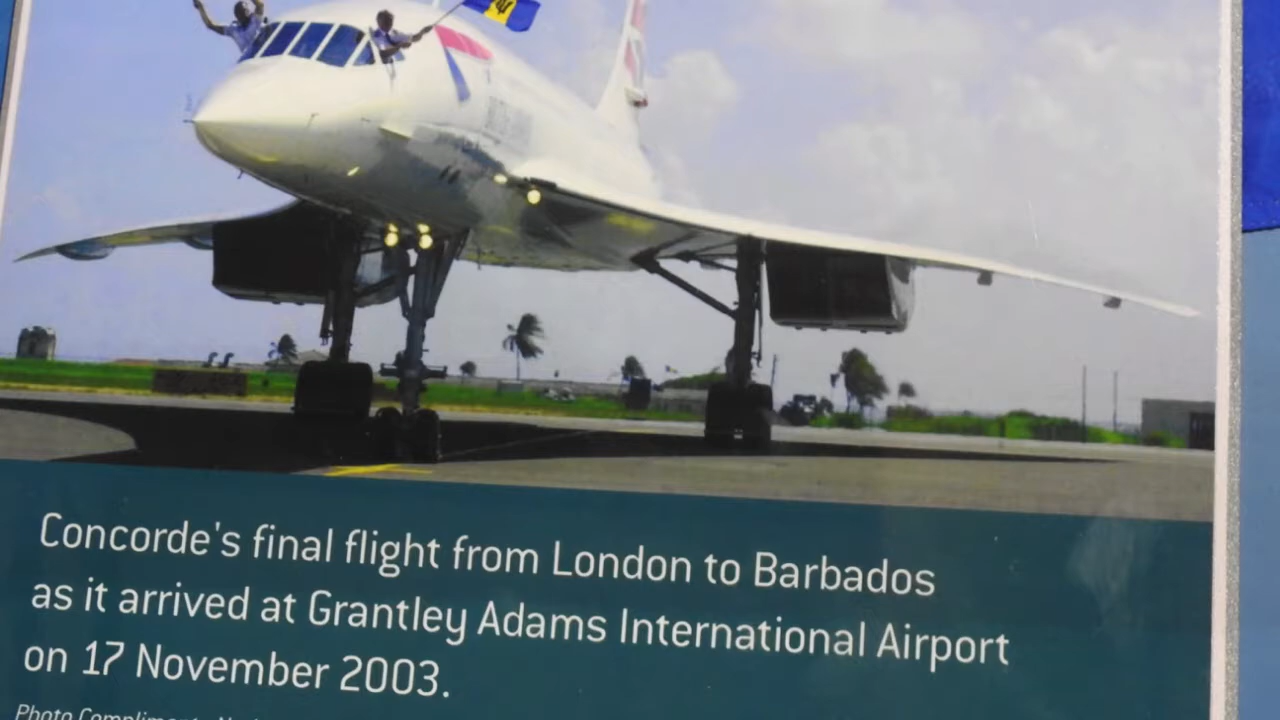 Concorde's final flight from London to Barbados
as it arrived at Grantley Adams International Airport
on 17 November 2003.
Photo